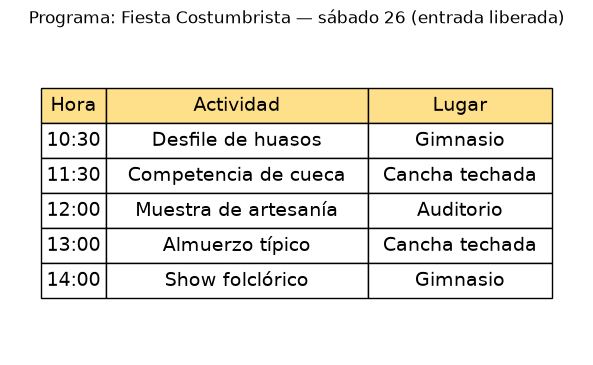 Programa: Fiesta Costumbrista — sábado 26 (entrada liberada)
Hora Actividad Lugar
10:30 Desfile de huasos Gimnasio
11:30 Competencia de cueca Cancha techada
12:00 Muestra de artesanía Auditorio
13:00 Almuerzo típico Cancha techada
14:00 Show folclórico Gimnasio